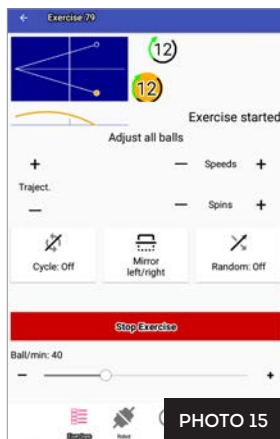 Exercise 79
12
12
Exercise started
Adjust all balls
+ − Speeds +
Traject.
− − Spins +
Cycle: Off Mirror left/right Random: Off
Stop Exercise
Ball/min: 40
− +
Exercises Robot
PHOTO 15